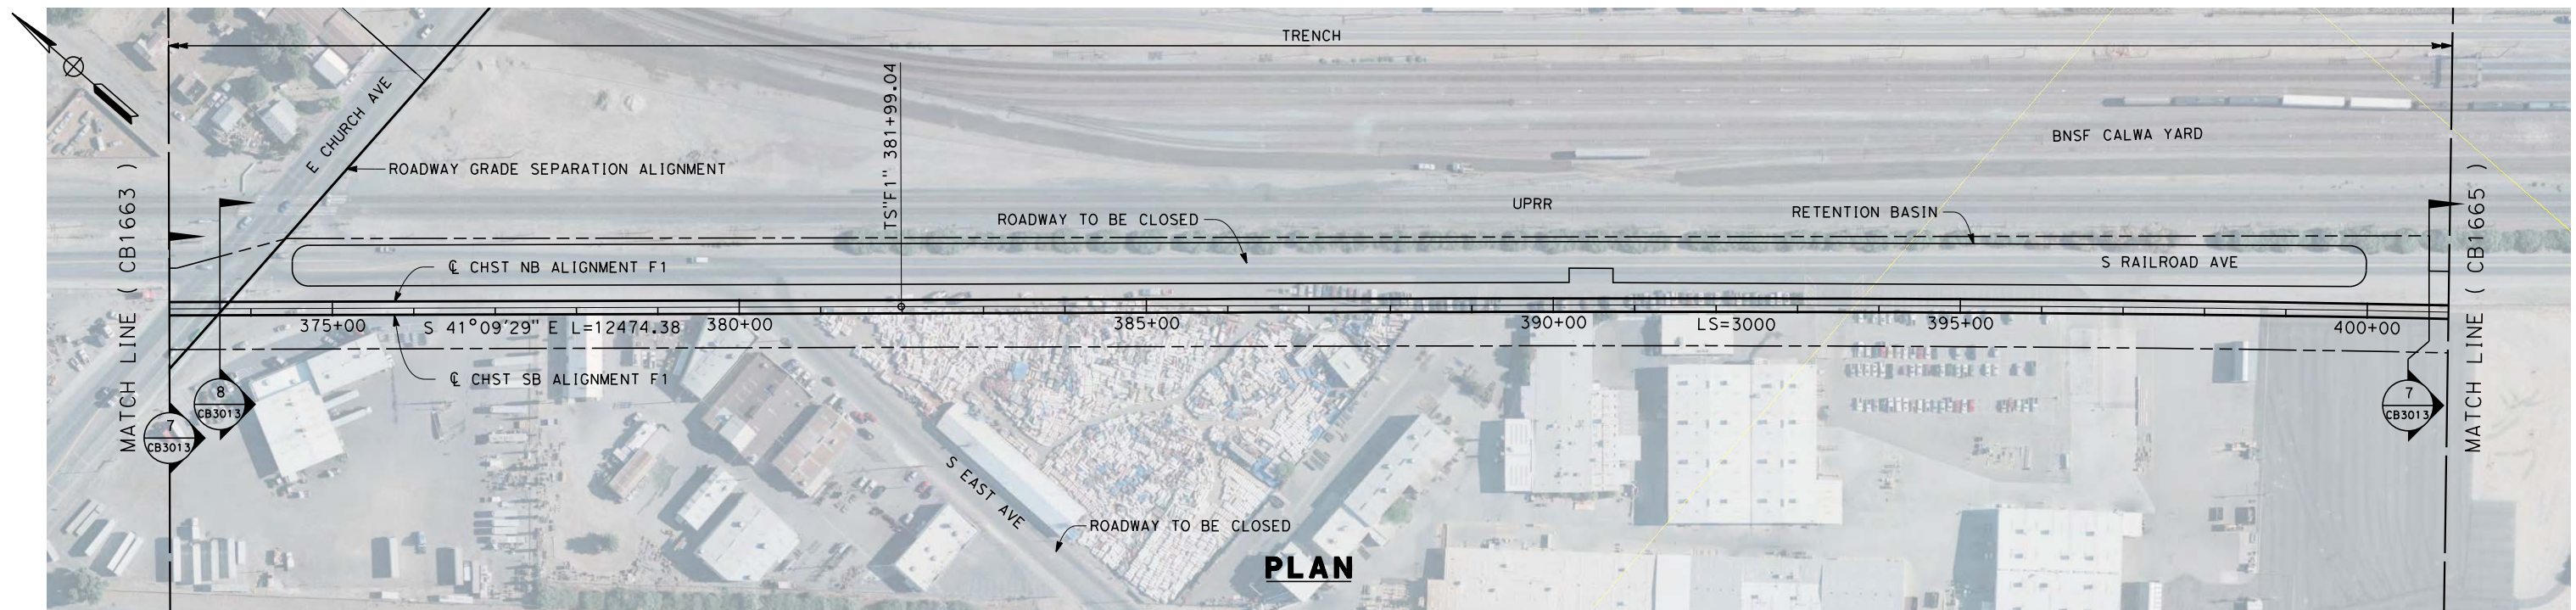 TRENCH
MATCH LINE ( CB1663 )
E CHURCH AVE
ROADWAY GRADE SEPARATION ALIGNMENT
TS"F1" 381+99.04
BNSF CALWA YARD
UPRR
ROADWAY TO BE CLOSED
RETENTION BASIN
S RAILROAD AVE
MATCH LINE ( CB1665 )
℄ CHST NB ALIGNMENT F1
375+00
S 41°09'29" E L=12474.38
380+00
385+00
390+00
LS=3000
395+00
400+00
℄ CHST SB ALIGNMENT F1
8
CB3013
7
CB3013
7
CB3013
S EAST AVE
ROADWAY TO BE CLOSED
PLAN